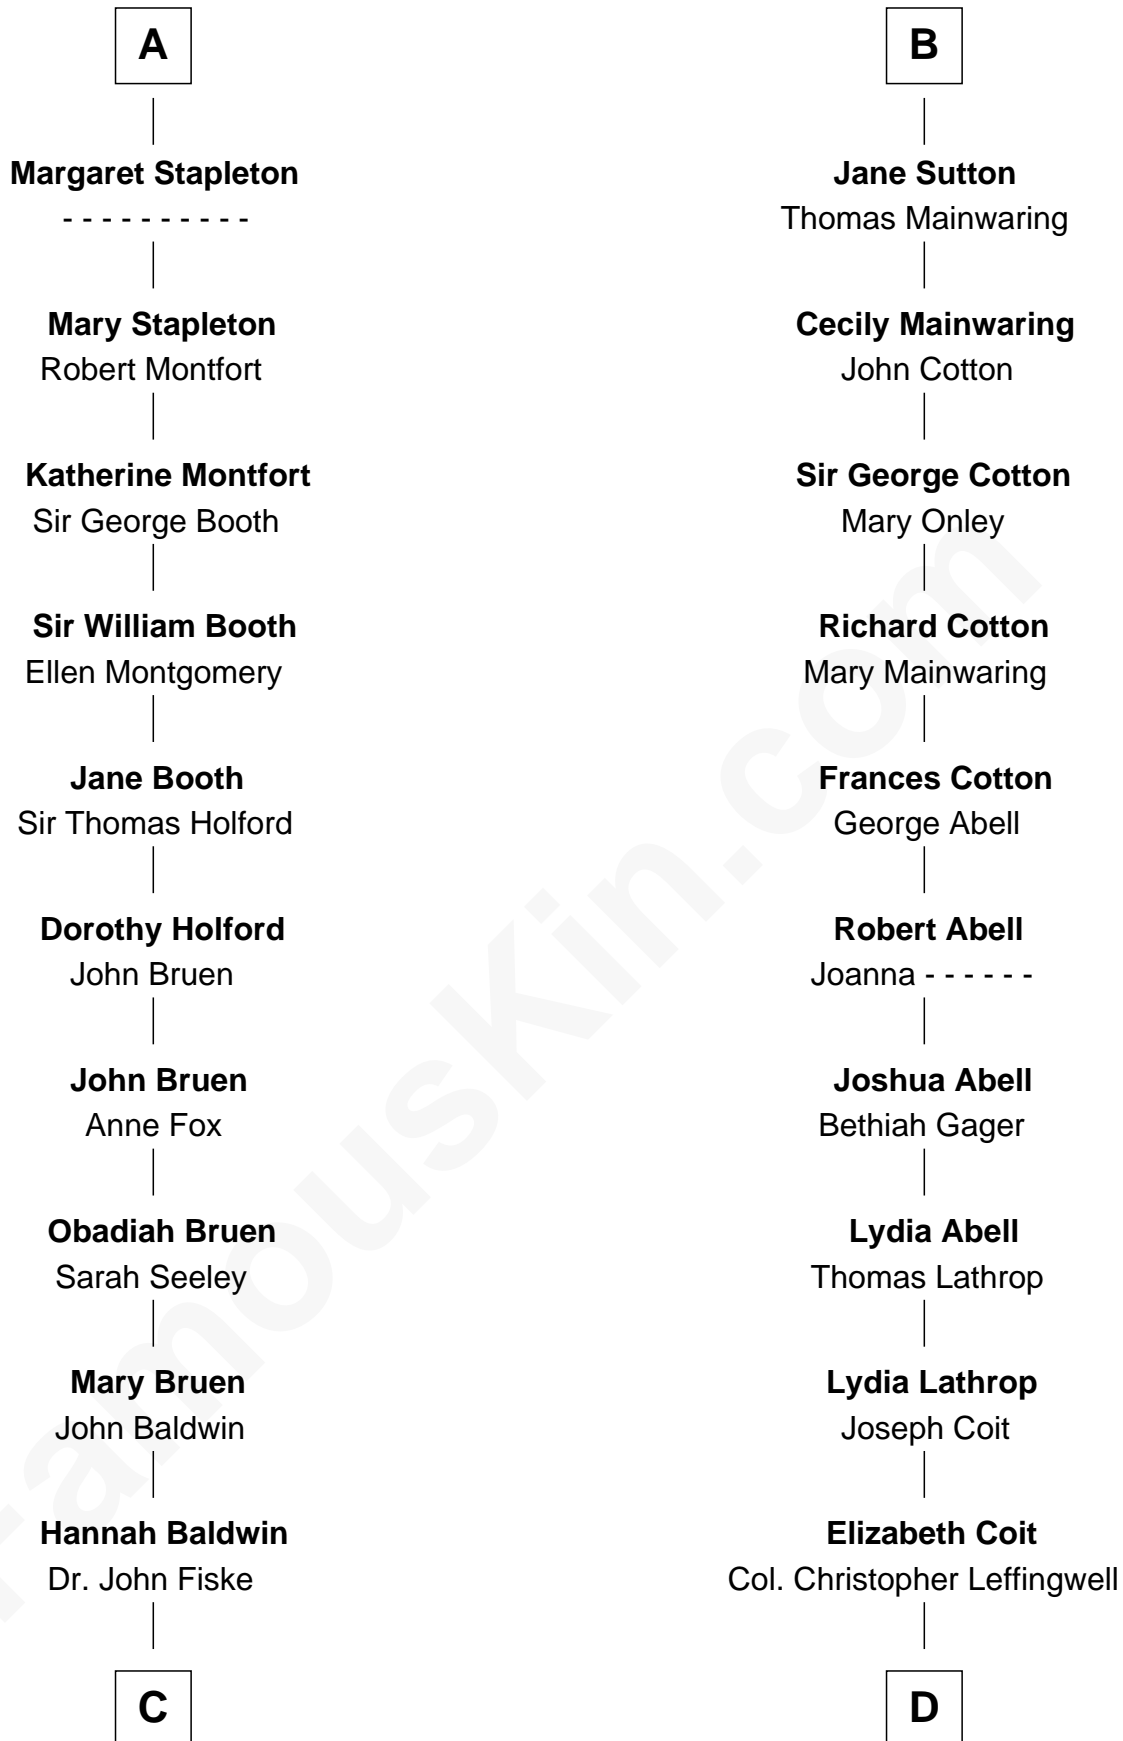 A
Margaret Stapleton
- - - - - - - - - -
Mary Stapleton
Robert Montfort
Katherine Montfort
Sir George Booth
Sir William Booth
Ellen Montgomery
Jane Booth
Sir Thomas Holford
Dorothy Holford
John Bruen
John Bruen
Anne Fox
Obadiah Bruen
Sarah Seeley
Mary Bruen
John Baldwin
Hannah Baldwin
Dr. John Fiske
C
B
Jane Sutton
Thomas Mainwaring
Cecily Mainwaring
John Cotton
Sir George Cotton
Mary Onley
Richard Cotton
Mary Mainwaring
Frances Cotton
George Abell
Robert Abell
Joanna - - - - - -
Joshua Abell
Bethiah Gager
Lydia Abell
Thomas Lathrop
Lydia Lathrop
Joseph Coit
Elizabeth Coit
Col. Christopher Leffingwell
D
FamousKin.com